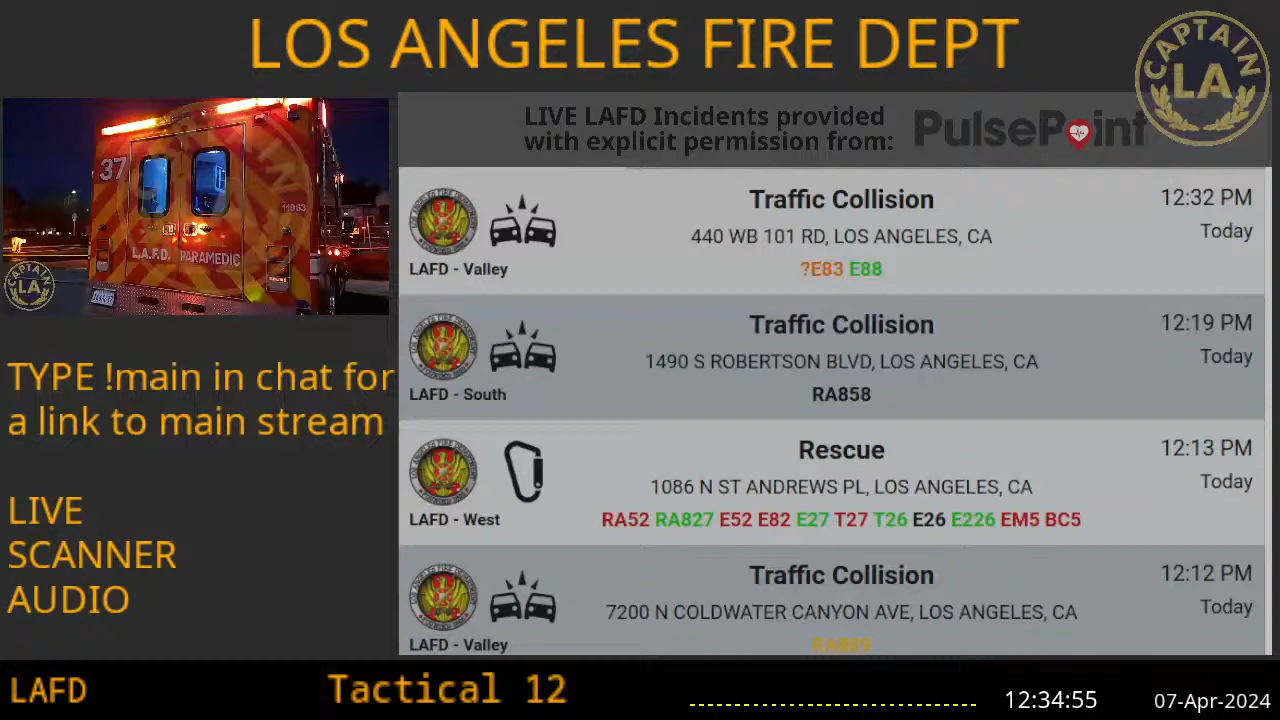 LOS ANGELES FIRE DEPT
CAPTAIN
LA
LIVE LAFD Incidents provided
with explicit permission from:
PulsePoint
37
11963
L.A.F.D. PARAMEDIC
CAPTAIN
LA
Traffic Collision
12:32 PM
440 WB 101 RD, LOS ANGELES, CA
Today
LAFD - Valley
?E83 E88
Traffic Collision
12:19 PM
1490 S ROBERTSON BLVD, LOS ANGELES, CA
Today
LAFD - South
RA858
Rescue
12:13 PM
1086 N ST ANDREWS PL, LOS ANGELES, CA
Today
LAFD - West
RA52 RA827 E52 E82 E27 T27 T26 E26 E226 EM5 BC5
Traffic Collision
12:12 PM
7200 N COLDWATER CANYON AVE, LOS ANGELES, CA
Today
LAFD - Valley
RA889
TYPE !main in chat for
a link to main stream
LIVE
SCANNER
AUDIO
LAFD
Tactical 12
12:34:55
07-Apr-2024